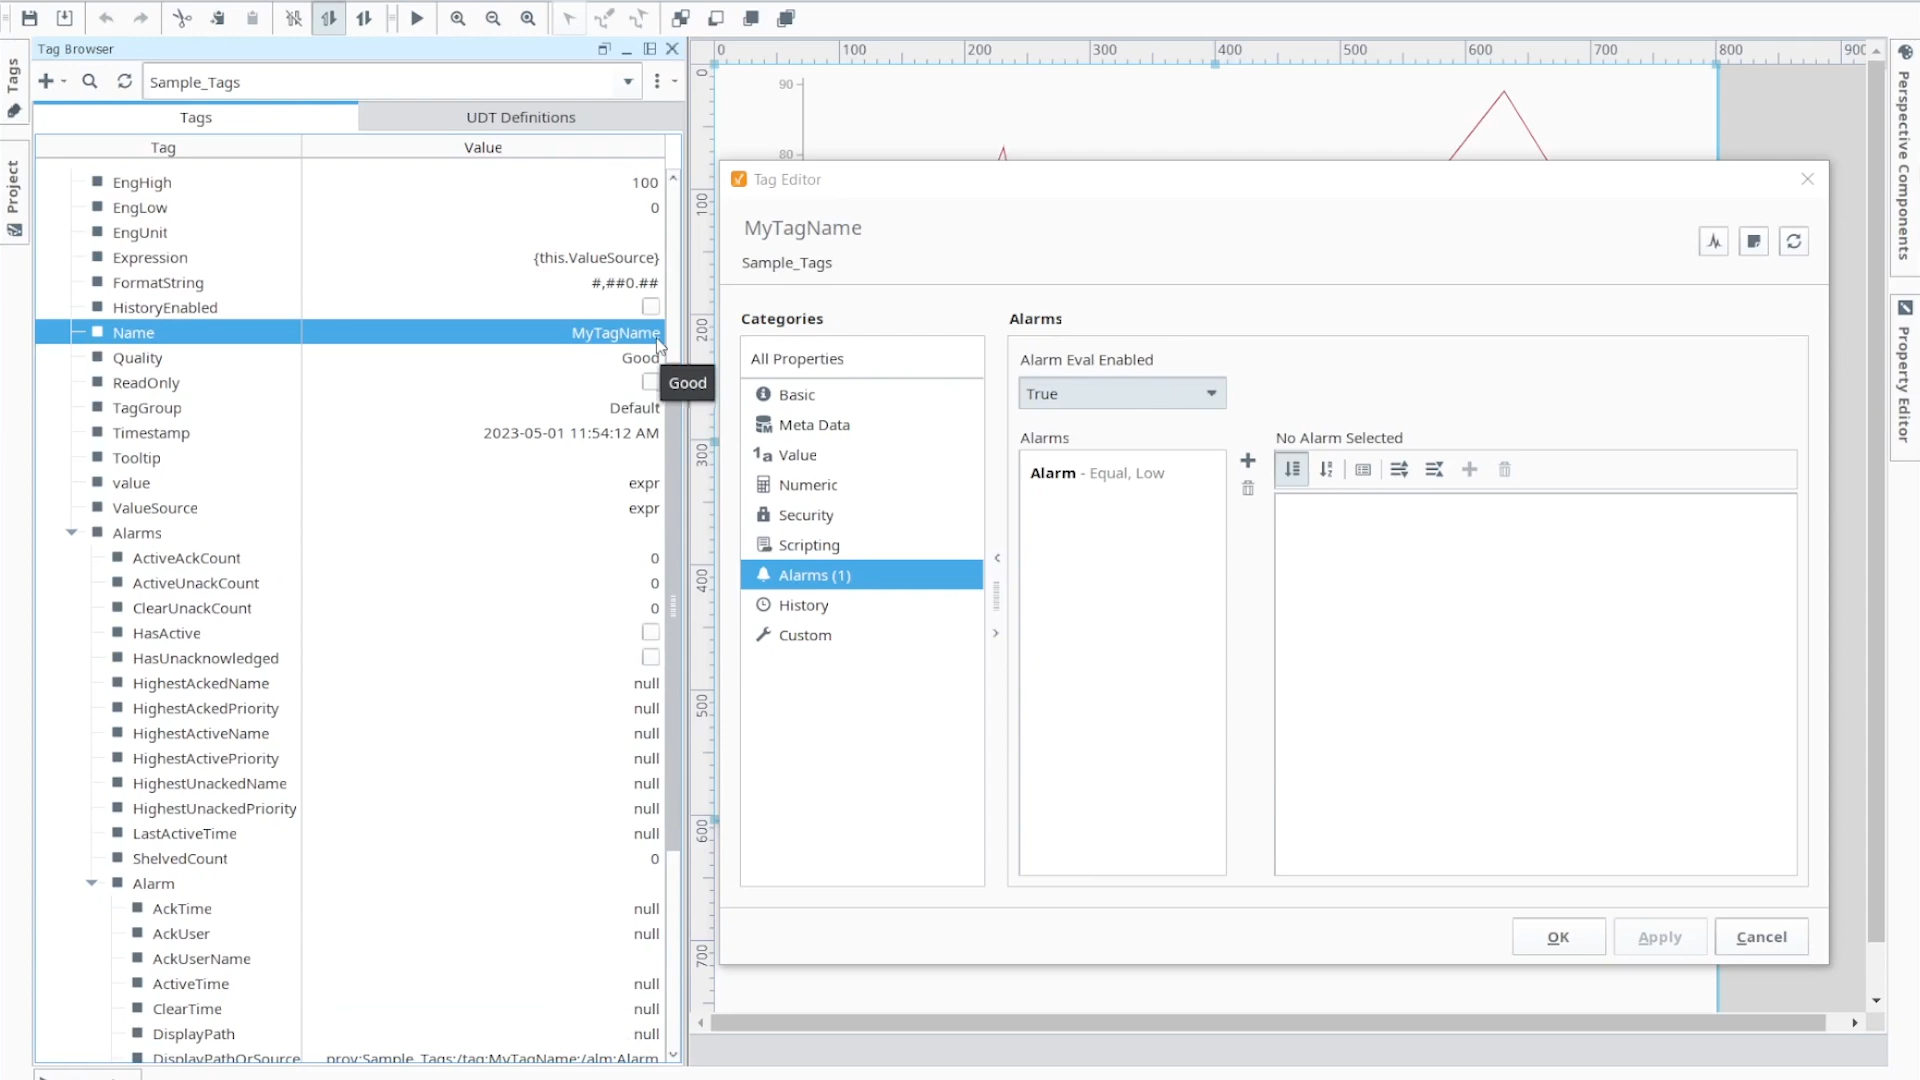 Tag Browser
Sample_Tags
Tags
UDT Definitions
Tag
Value
EngHigh
100
EngLow
0
EngUnit
Expression
{this.ValueSource}
FormatString
#,##0.##
HistoryEnabled
Name
MyTagName
Quality
Good
ReadOnly
Good
TagGroup
Default
Timestamp
2023-05-01 11:54:12 AM
Tooltip
value
expr
ValueSource
expr
Alarms
ActiveAckCount
0
ActiveUnackCount
0
ClearUnackCount
0
HasActive
HasUnacknowledged
HighestAckedName
null
HighestAckedPriority
null
HighestActiveName
null
HighestActivePriority
null
HighestUnackedName
null
HighestUnackedPriority
null
LastActiveTime
null
ShelvedCount
0
Alarm
AckTime
null
AckUser
null
AckUserName
ActiveTime
null
ClearTime
null
DisplayPath
null
DisplayPathOrSource
prov:Sample_Tags:/tag:MyTagName:/alm:Alarm
Tags
Project
0
100
200
300
400
500
600
700
800
900
0
100
200
300
400
500
600
700
90
80
Tag Editor
MyTagName
Sample_Tags
Categories
All Properties
Basic
Meta Data
Value
Numeric
Security
Scripting
Alarms (1)
History
Custom
Alarms
Alarm Eval Enabled
True
Alarms
Alarm - Equal, Low
No Alarm Selected
OK
Apply
Cancel
Perspective Components
Property Editor